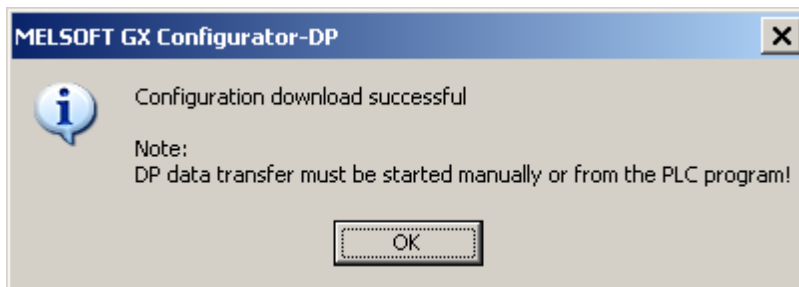 MELSOFT GX Configurator-DP
Configuration download successful
Note:
DP data transfer must be started manually or from the PLC program!
OK